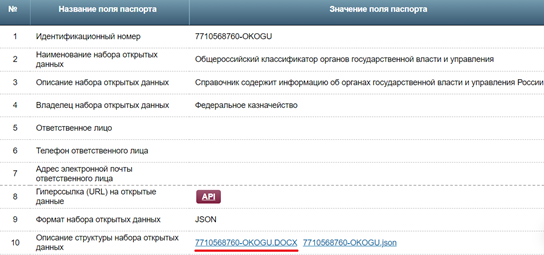 № Название поля паспорта Значение поля паспорта
1 Идентификационный номер 7710568760-OKOGU
2 Наименование набора открытых данных Общероссийский классификатор органов государственной власти и управления
3 Описание набора открытых данных Справочник содержит информацию об органах государственной власти и управления России
4 Владелец набора открытых данных Федеральное казначейство
5 Ответственное лицо
6 Телефон ответственного лица
7 Адрес электронной почты ответственного лица
8 Гиперссылка (URL) на открытые данные API
9 Формат набора открытых данных JSON
10 Описание структуры набора открытых данных 7710568760-OKOGU.DOCX 7710568760-OKOGU.json